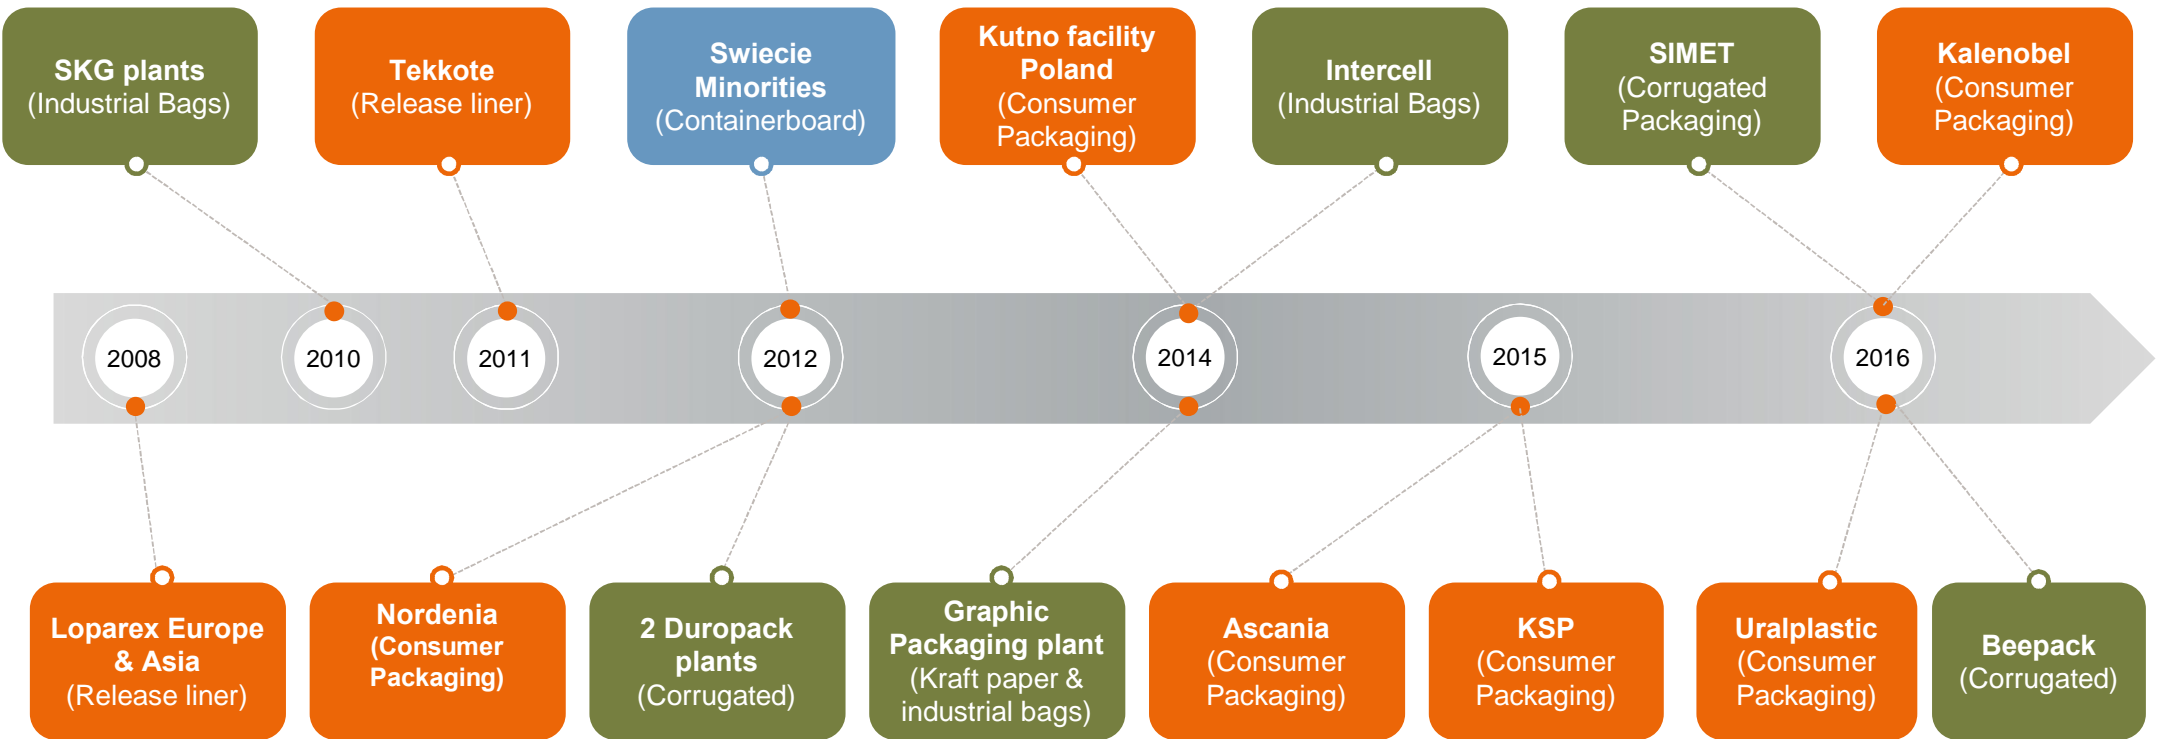 SKG plants
(Industrial Bags)
Tekkote
(Release liner)
Swiecie
Minorities
(Containerboard)
Kutno facility
Poland
(Consumer
Packaging)
Intercell
(Industrial Bags)
SIMET
(Corrugated
Packaging)
Kalenobel
(Consumer
Packaging)
2008
2010
2011
2012
2014
2015
2016
Loparex Europe
& Asia
(Release liner)
Nordenia
(Consumer
Packaging)
2 Duropack
plants
(Corrugated)
Graphic
Packaging plant
(Kraft paper &
industrial bags)
Ascania
(Consumer
Packaging)
KSP
(Consumer
Packaging)
Uralplastic
(Consumer
Packaging)
Beepack
(Corrugated)